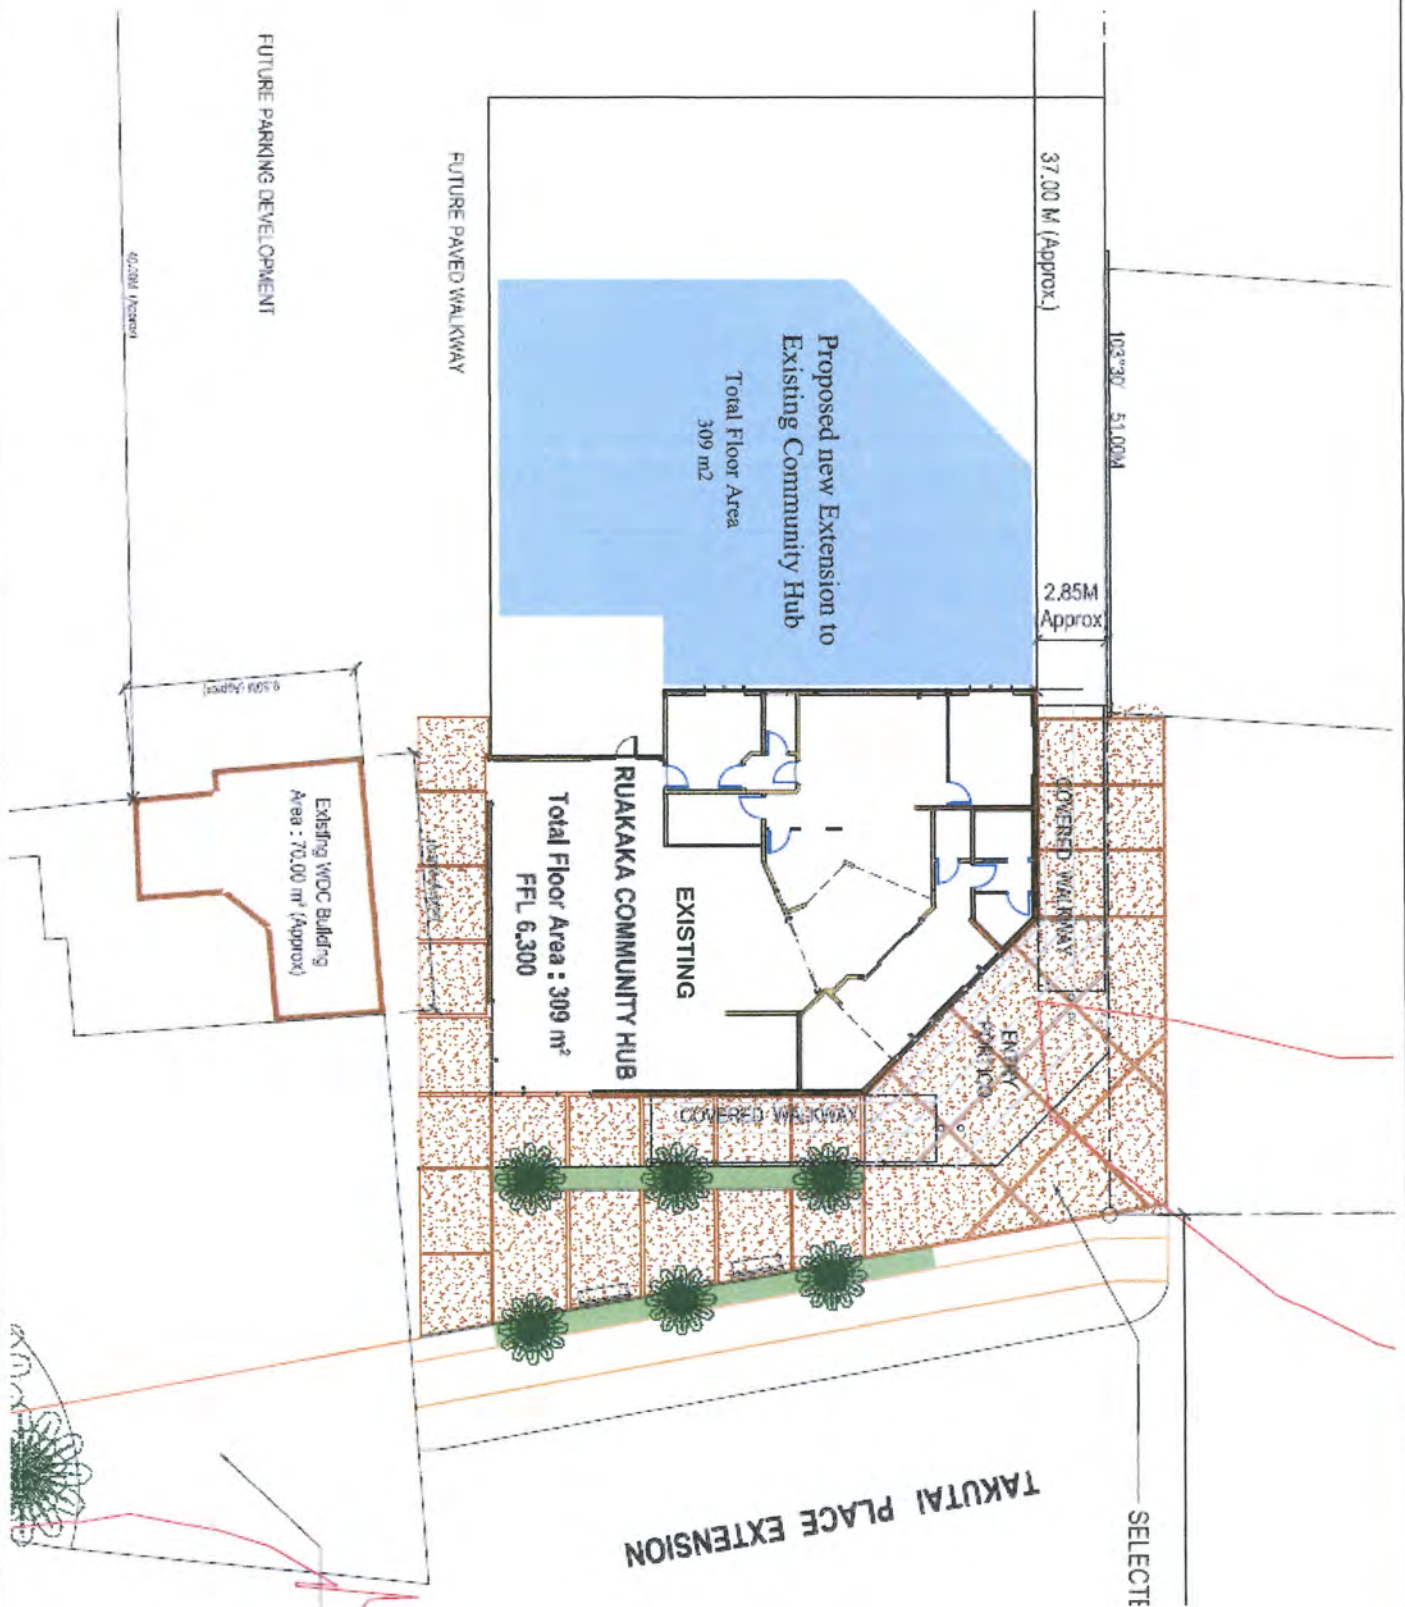 FUTURE PARKING DEVELOPMENT
FUTURE PAVED WALKWAY
37.00 M (Approx.)
103°30' 51.00M
2.85M
Approx
Proposed new Extension to
Existing Community Hub
Total Floor Area
309 m2
COVERED WALKWAY
ENTRY
PORTICO
EXISTING
RUAKAKA COMMUNITY HUB
Total Floor Area : 309 m²
FFL 6.300
COVERED WALKWAY
Existing WDC Building
Area : 70.00 m² (Approx)
TAKUTAI PLACE EXTENSION
SELECTE